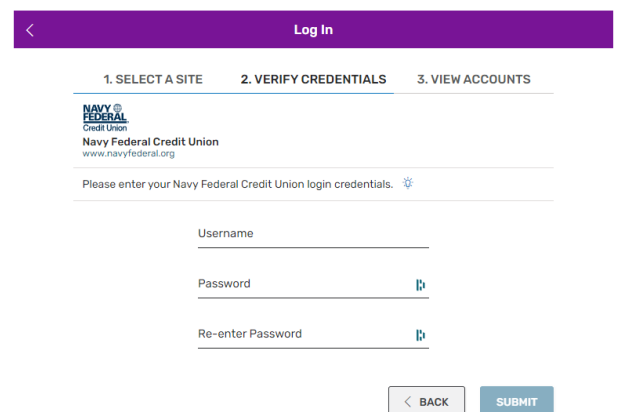 Log In
1. SELECT A SITE 2. VERIFY CREDENTIALS 3. VIEW ACCOUNTS
NAVY
FEDERAL
Credit Union
Navy Federal Credit Union
www.navyfederal.org
Please enter your Navy Federal Credit Union login credentials.
Username
Password
Re-enter Password
BACK SUBMIT